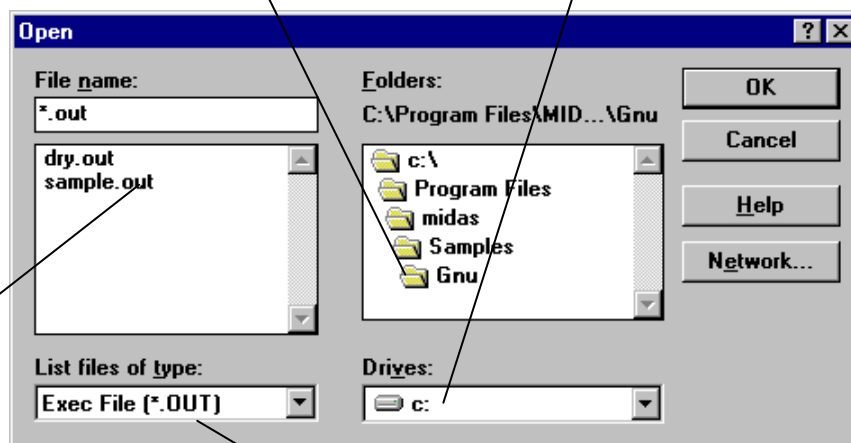 Open
File name:
*.out
dry.out
sample.out
List files of type:
Exec File (*.OUT)
Folders:
C:\Program Files\MID...\Gnu
c:\
Program Files
midas
Samples
Gnu
Drives:
c:
OK
Cancel
Help
Network...